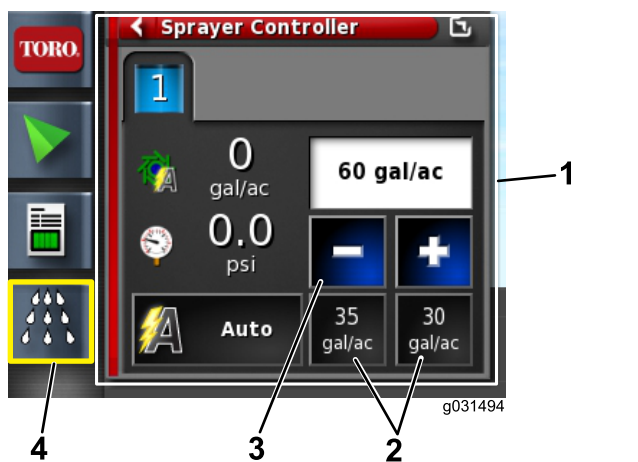 TORO.
Sprayer Controller
1
0
gal/ac
60 gal/ac
0.0
psi
A
A
Auto
35
gal/ac
30
gal/ac
1
g031494
4
3
2